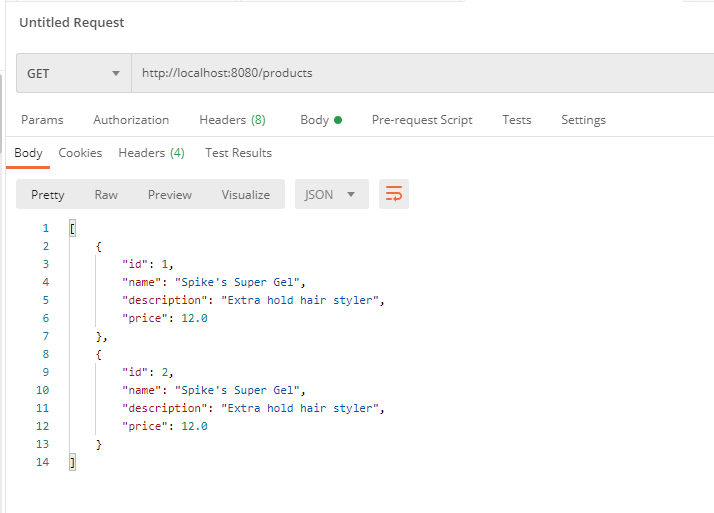 Untitled Request
GET http://localhost:8080/products
Params Authorization Headers (8) Body Pre-request Script Tests Settings
Body Cookies Headers (4) Test Results
Pretty Raw Preview Visualize JSON
1 [
2 {
3 "id": 1,
4 "name": "Spike's Super Gel",
5 "description": "Extra hold hair styler",
6 "price": 12.0
7 },
8 {
9 "id": 2,
10 "name": "Spike's Super Gel",
11 "description": "Extra hold hair styler",
12 "price": 12.0
13 }
14 ]